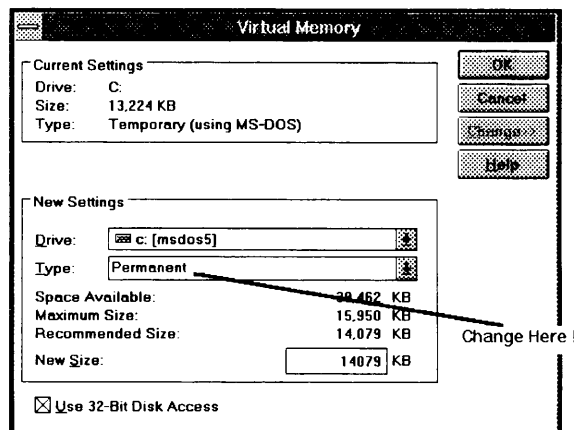 Virtual Memory
Current Settings
Drive: C:
Size: 13,224 KB
Type: Temporary (using MS-DOS)
OK
Cancel
Change>>
Help
New Settings
Drive: c: [msdos5]
Type: Permanent
Space Available: KB
Maximum Size: 15,950 KB
Recommended Size: 14,079 KB
Change Here !
New Size: 14079 KB
Use 32-Bit Disk Access